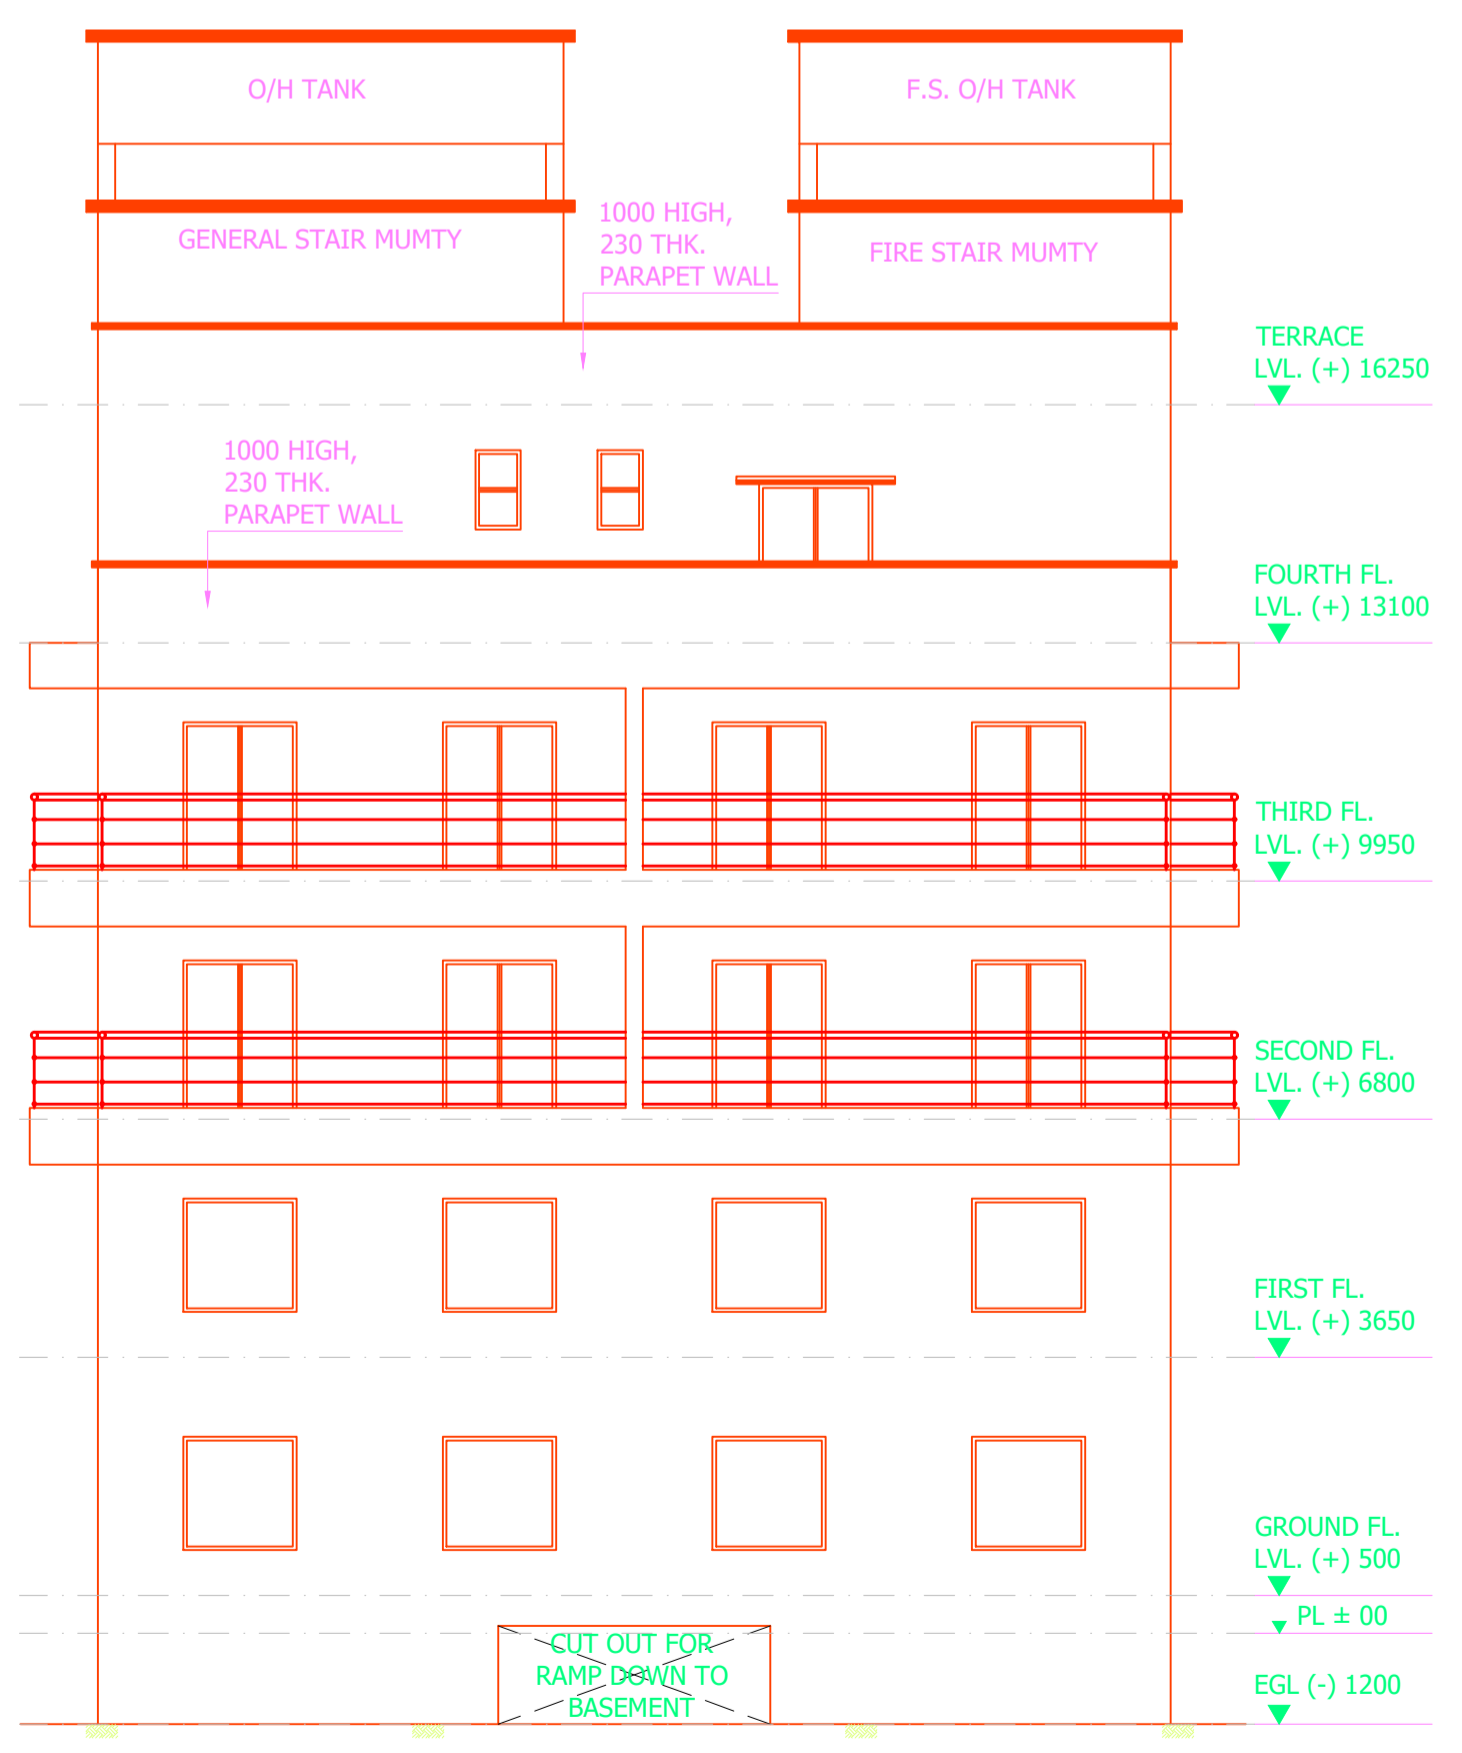 O/H TANK
F.S. O/H TANK
1000 HIGH,
230 THK.
PARAPET WALL
GENERAL STAIR MUMTY
FIRE STAIR MUMTY
TERRACE
LVL. (+) 16250
1000 HIGH,
230 THK.
PARAPET WALL
FOURTH FL.
LVL. (+) 13100
THIRD FL.
LVL. (+) 9950
SECOND FL.
LVL. (+) 6800
FIRST FL.
LVL. (+) 3650
GROUND FL.
LVL. (+) 500
PL ± 00
CUT OUT FOR
RAMP DOWN TO
BASEMENT
EGL (-) 1200